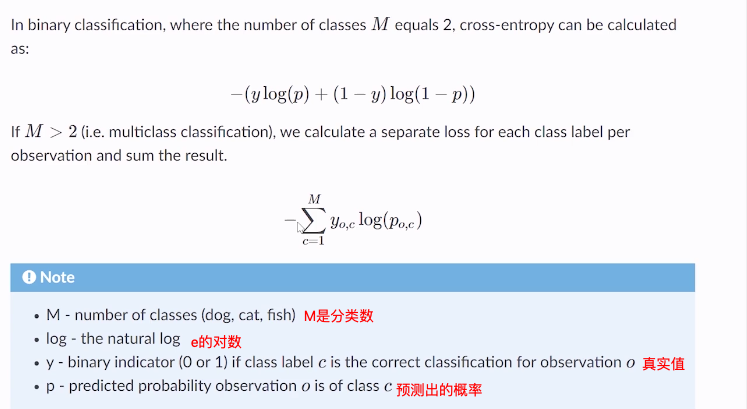 In binary classification, where the number of classes M equals 2, cross-entropy can be calculated
as:
−(y log(p) + (1 − y) log(1 − p))
If M > 2 (i.e. multiclass classification), we calculate a separate loss for each class label per
observation and sum the result.
M
−∑ yo,c log(po,c)
c=1
Note
• M - number of classes (dog, cat, fish) M是分类数
• log - the natural log e的对数
• y - binary indicator (0 or 1) if class label c is the correct classification for observation o 真实值
• p - predicted probability observation o is of class c 预测出的概率